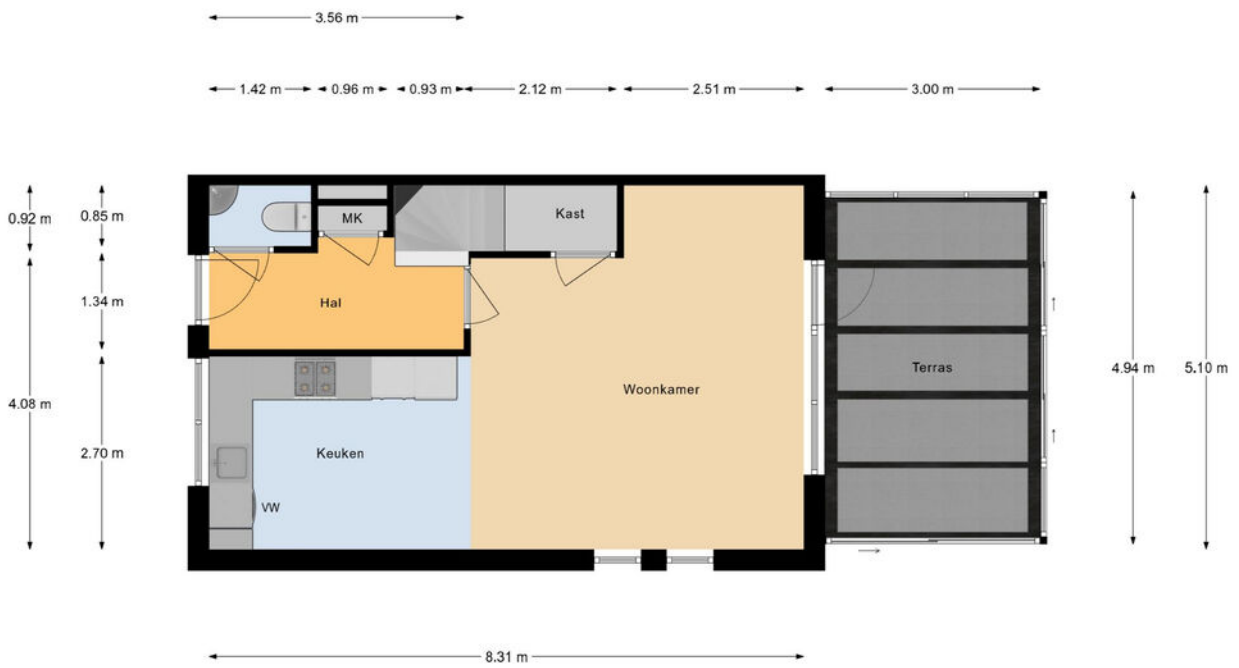 3.56 m
1.42 m 0.96 m 0.93 m 2.12 m 2.51 m 3.00 m
0.92 m 0.85 m
MK
Kast
1.34 m
Hal
4.08 m
2.70 m
Woonkamer
Terras
4.94 m 5.10 m
Keuken
VW
8.31 m